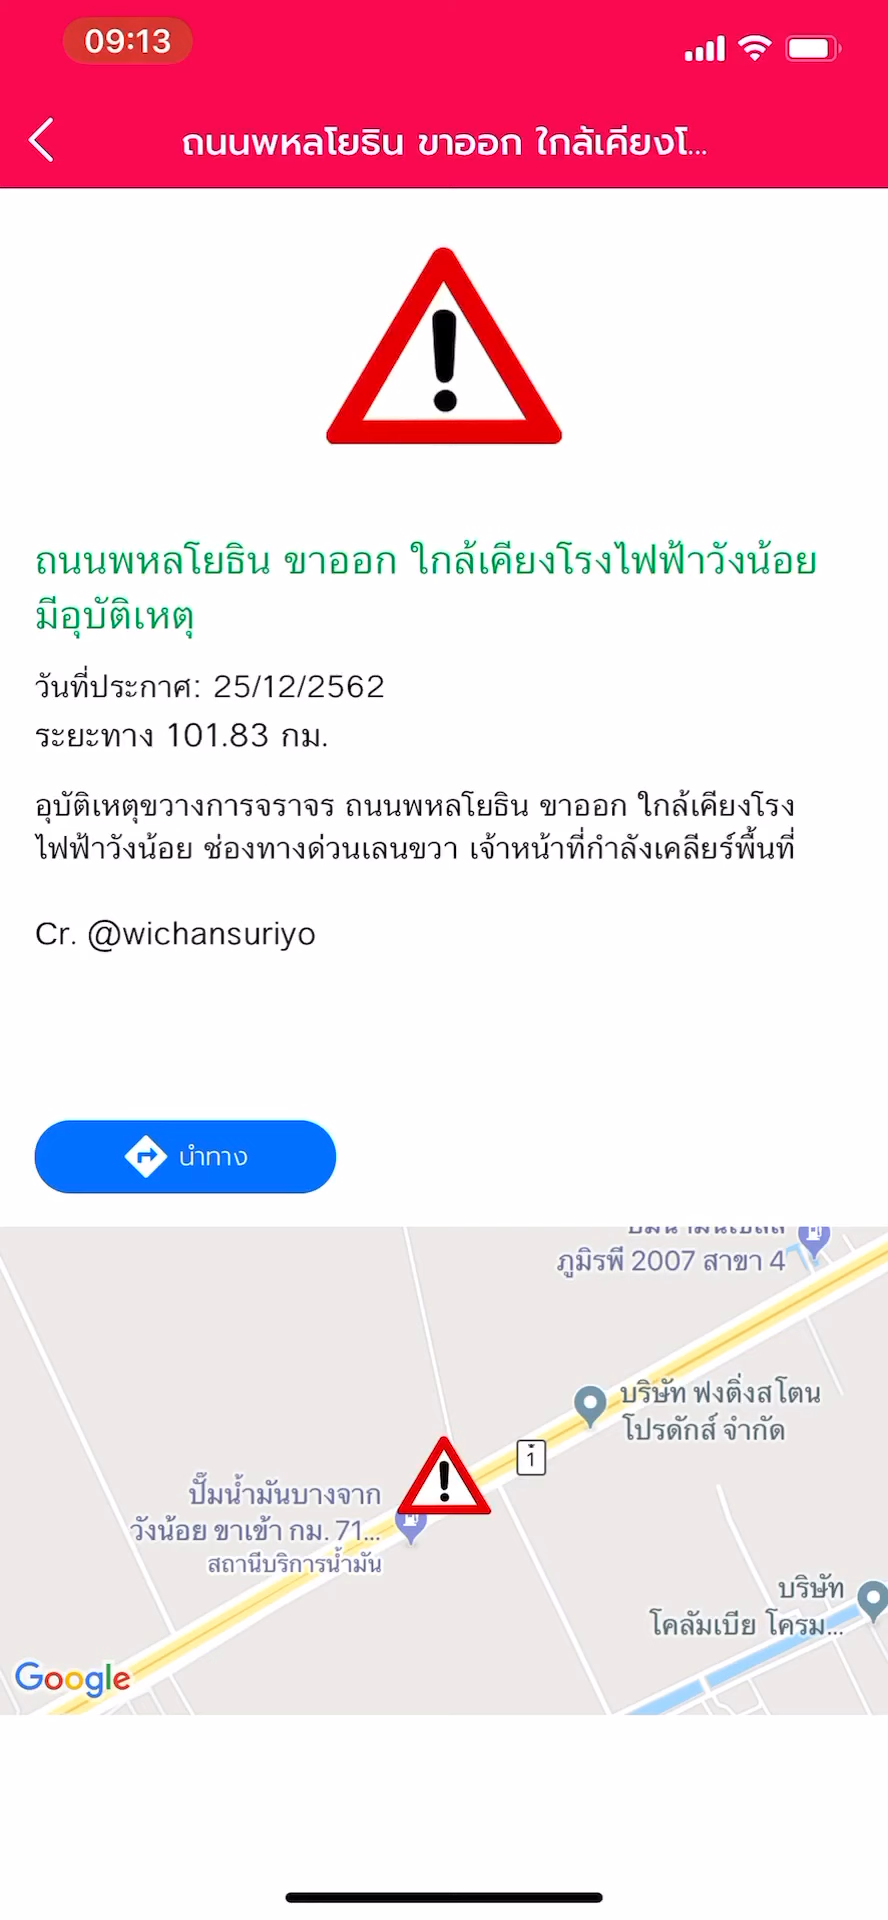 09:13
ถนนพหลโยธิน ขาออก ใกล้เคียงโ...
ถนนพหลโยธิน ขาออก ใกล้เคียงโรงไฟฟ้าวังน้อย
มีอุบัติเหตุ
วันที่ประกาศ: 25/12/2562
ระยะทาง 101.83 กม.
อุบัติเหตุขวางการจราจร ถนนพหลโยธิน ขาออก ใกล้เคียงโรง
ไฟฟ้าวังน้อย ช่องทางด่วนเลนขวา เจ้าหน้าที่กำลังเคลียร์พื้นที่
Cr. @wichansuriyo
นำทาง
ภูมิรพี 2007 สาขา 4
บริษัท ฟงติ่งสโตน
โปรดักส์ จำกัด
1
ปั๊มน้ำมันบางจาก
วังน้อย ขาเข้า กม. 71...
สถานีบริการน้ำมัน
บริษัท
โคลัมเบีย โครม...
Google